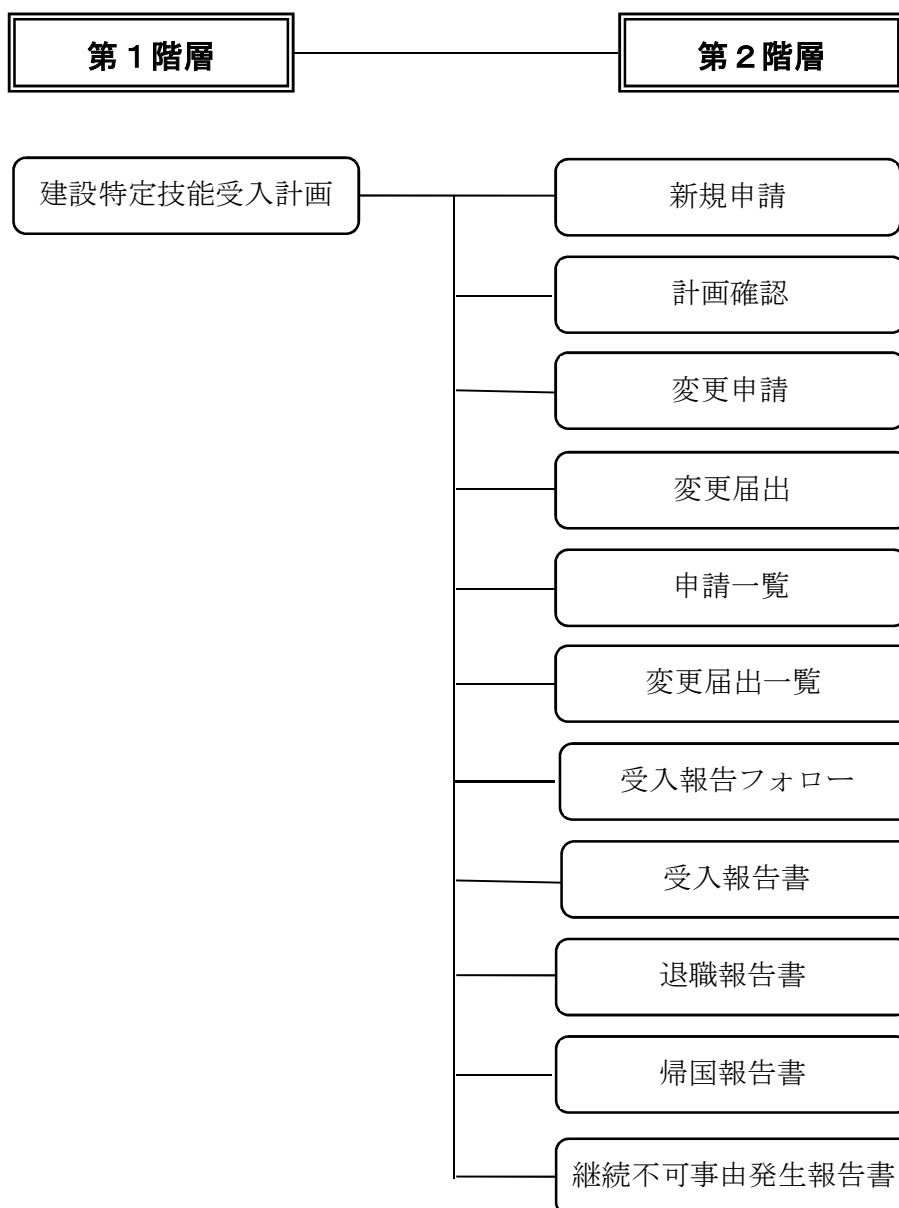 第１階層
第２階層
建設特定技能受入計画
新規申請
計画確認
変更申請
変更届出
申請一覧
変更届出一覧
受入報告フォロー
受入報告書
退職報告書
帰国報告書
継続不可事由発生報告書